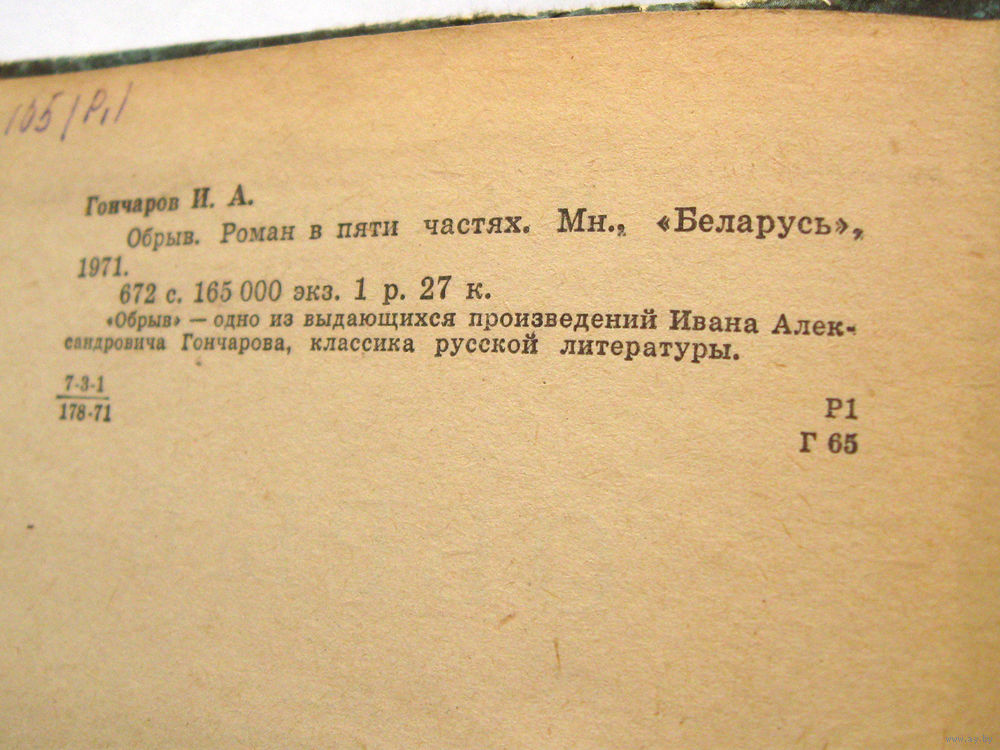 105/Р1
Гончаров И. А.
Обрыв. Роман в пяти частях. Мн., «Беларусь»,
1971.
672 с. 165 000 экз. 1 р. 27 к.
«Обрыв» — одно из выдающихся произведений Ивана Алек-
сандровича Гончарова, классика русской литературы.
7-3-1
178-71
Р1
Г 65